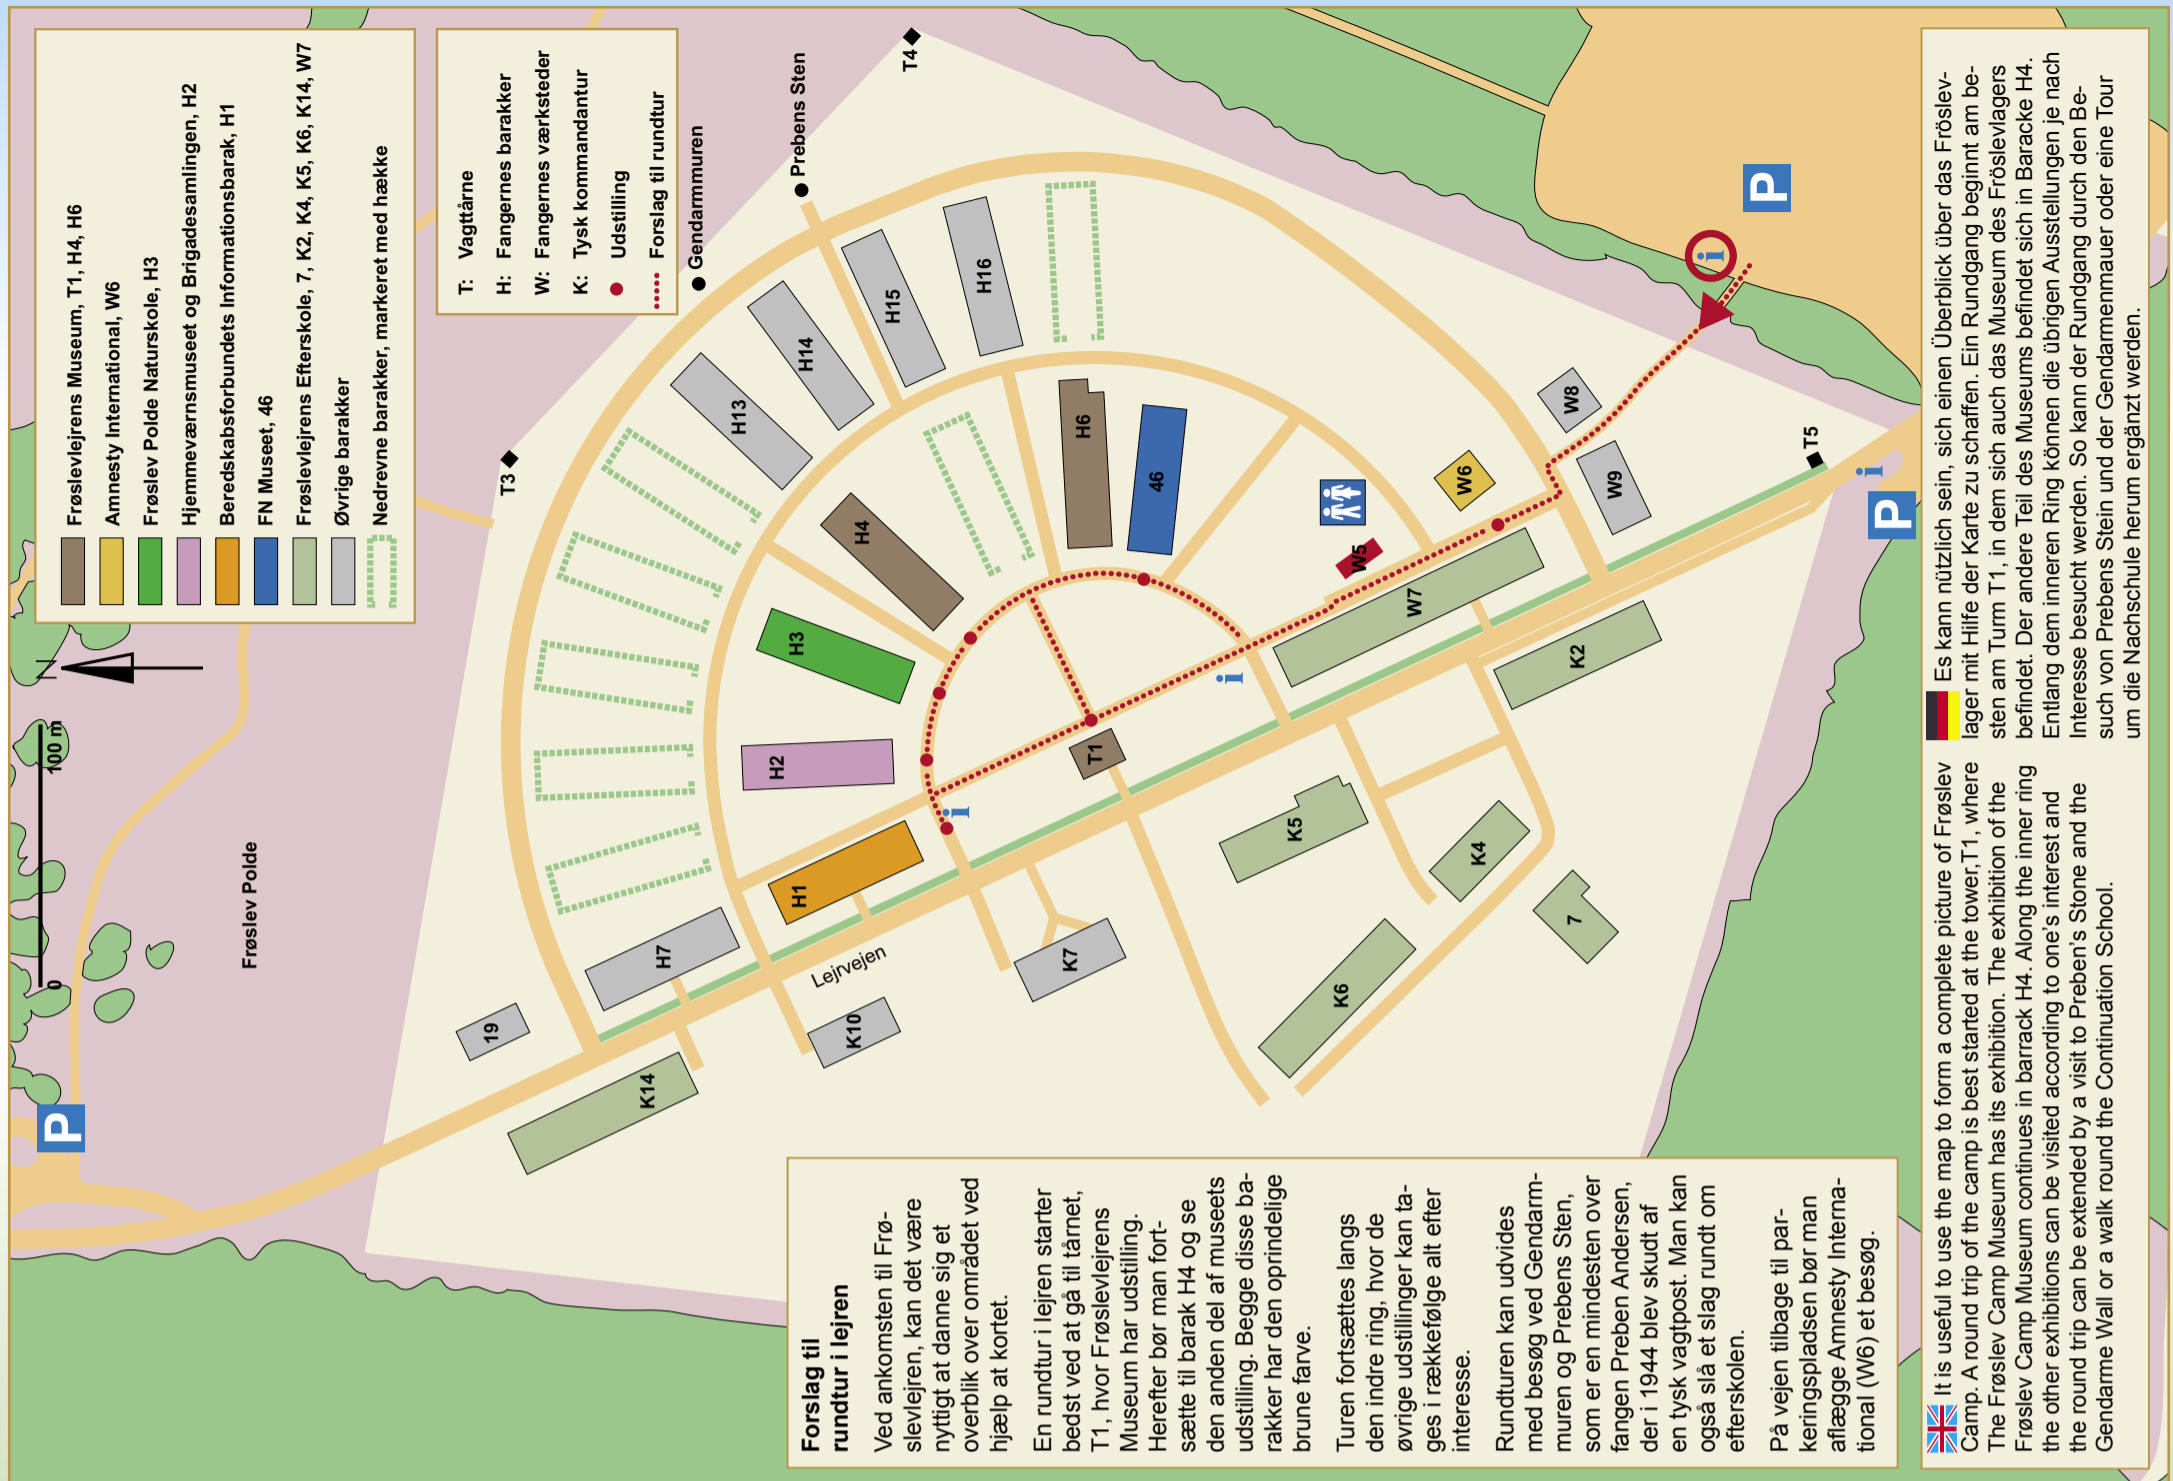 Frøslevlejrens Museum, T1, H4, H6
Amnesty International, W6
Frøslev Polde Naturskole, H3
Hjemmeværnsmuseet og Brigadesamlingen, H2
Beredskabsforbundets Informationsbarak, H1
FN Museet, 46
Frøslevlejrens Efterskole, 7, K2, K4, K5, K6, K14, W7
Øvrige barakker
Nedrevne barakker, markeret med hække
T: Vagttårne
H: Fangernes barakker
W: Fangernes værksteder
K: Tysk kommandantur
Udstilling
Forslag til rundtur
N
0
100 m
P
Frøslev Polde
T3
T4
Prebens Sten
Gendarmmuren
19
K14
H7
K10
Lejrvejen
H1
H2
H3
H4
H13
H14
H15
H16
H6
46
T1
i
K7
K5
K6
K4
7
K2
W7
W5
W6
W8
W9
T5
i
i
i
P
P
Forslag til
rundtur i lejren
Ved ankomsten til Frø-
slevlejren, kan det være
nyttigt at danne sig et
overblik over området ved
hjælp at kortet.
En rundtur i lejren starter
bedst ved at gå til tårnet,
T1, hvor Frøslevlejrens
Museum har udstilling.
Herefter bør man fort-
sætte til barak H4 og se
den anden del af museets
udstilling. Begge disse ba-
rakker har den oprindelige
brune farve.
Turen fortsættes langs
den indre ring, hvor de
øvrige udstillinger kan ta-
ges i rækkefølge alt efter
interesse.
Rundturen kan udvides
med besøg ved Gendarm-
muren og Prebens Sten,
som er en mindesten over
fangen Preben Andersen,
der i 1944 blev skudt af
en tysk vagtpost. Man kan
også slå et slag rundt om
efterskolen.
På vejen tilbage til par-
keringspladsen bør man
aflægge Amnesty Interna-
tional (W6) et besøg.
It is useful to use the map to form a complete picture of Frøslev
Camp. A round trip of the camp is best started at the tower,T1, where
The Frøslev Camp Museum has its exhibition. The exhibition of the
Frøslev Camp Museum continues in barrack H4. Along the inner ring
the other exhibitions can be visited according to one's interest and
the round trip can be extended by a visit to Preben's Stone and the
Gendarme Wall or a walk round the Continuation School.
Es kann nützlich sein, sich einen Überblick über das Fröslev-
lager mit Hilfe der Karte zu schaffen. Ein Rundgang beginnt am be-
sten am Turm T1, in dem sich auch das Museum des Fröslevlagers
befindet. Der andere Teil des Museums befindet sich in Baracke H4.
Entlang dem inneren Ring können die übrigen Ausstellungen je nach
Interesse besucht werden. So kann der Rundgang durch den Be-
such von Prebens Stein und der Gendarmenmauer oder eine Tour
um die Nachschule herum ergänzt werden.